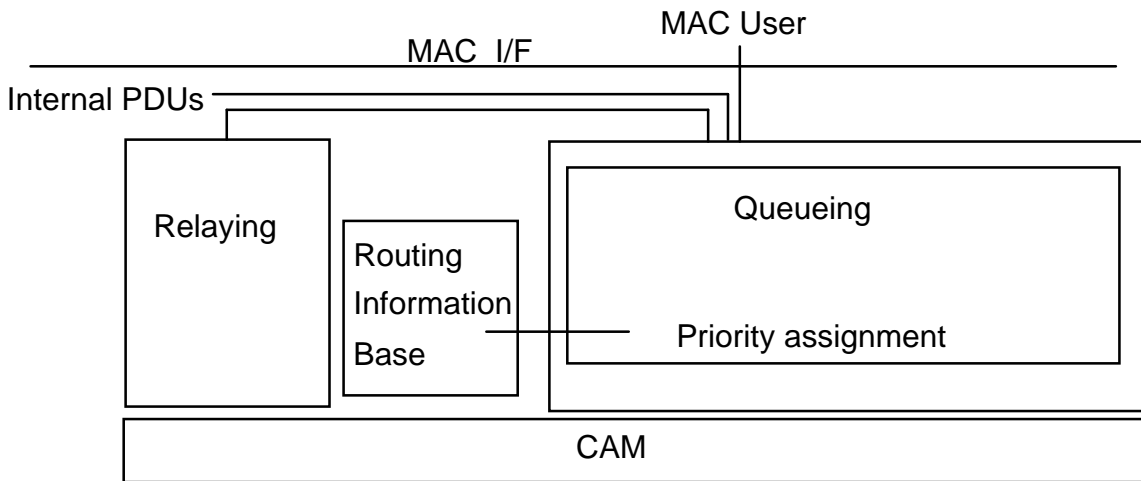 MAC User
MAC I/F
Internal PDUs
Relaying
Routing
Information
Base
Queueing
Priority assignment
CAM